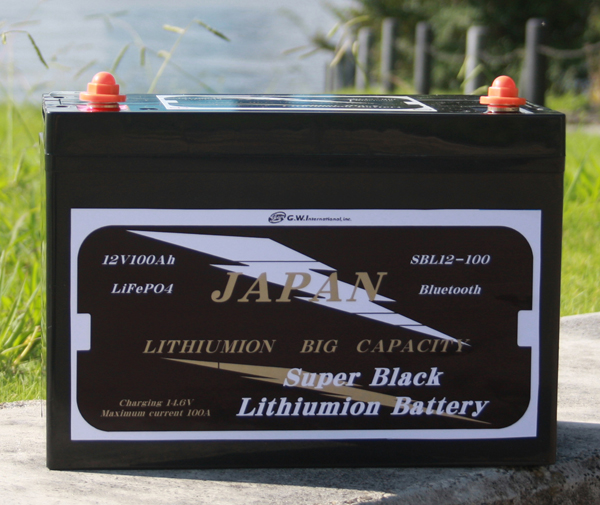 G.W.International,Inc.
12V100Ah
SBL12-100
LiFePO4
JAPAN
Bluetooth
LITHIUMION BIG CAPACITY
Super Black
Charging 14.6V
Lithiumion Battery
Maximum current 100A